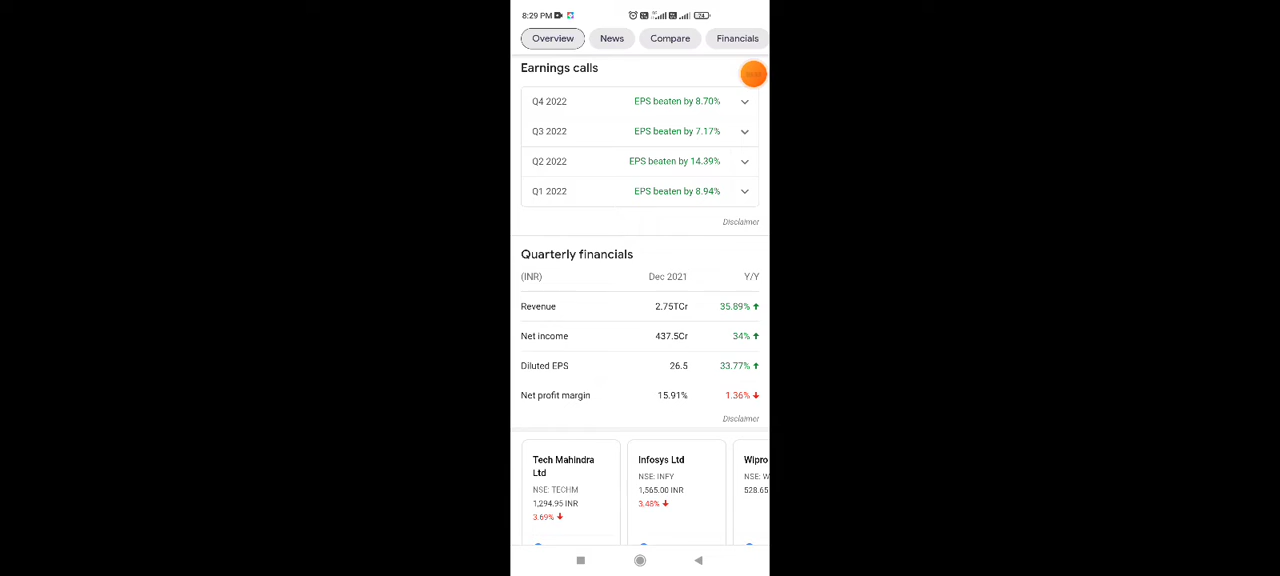 8:29 PM
24
Overview News Compare Financials
Earnings calls
Q4 2022 EPS beaten by 8.70%
Q3 2022 EPS beaten by 7.17%
Q2 2022 EPS beaten by 14.39%
Q1 2022 EPS beaten by 8.94%
Disclaimer
Quarterly financials
(INR) Dec 2021 Y/Y
Revenue 2.75TCr 35.89%
Net income 437.5Cr 34%
Diluted EPS 26.5 33.77%
Net profit margin 15.91% 1.36%
Disclaimer
Tech Mahindra
Ltd
NSE: TECHM
1,294.95 INR
3.69%
Infosys Ltd
NSE: INFY
1,565.00 INR
3.48%
Wipro
NSE: W
528.65